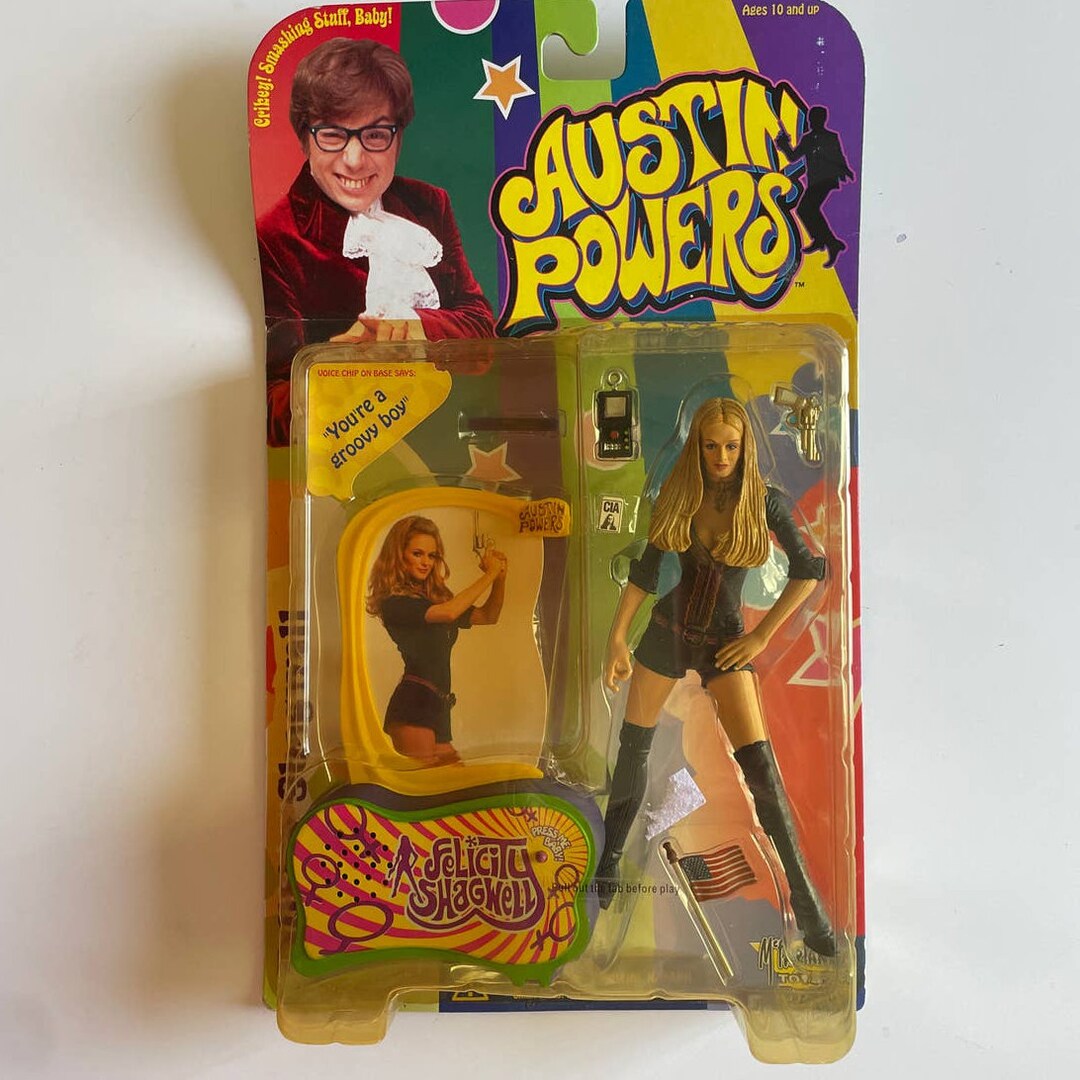 Crikey! Smashing Stuff, Baby!
Ages 10 and up
AUSTIN
POWERS
™
VOICE CHIP ON BASE SAYS:
"You're a
groovy boy"
AUSTIN
POWERS
CIA
PRESS ME
BABY!
FELICITY
SHAGWELL
Pull out the tab before play
TOYS